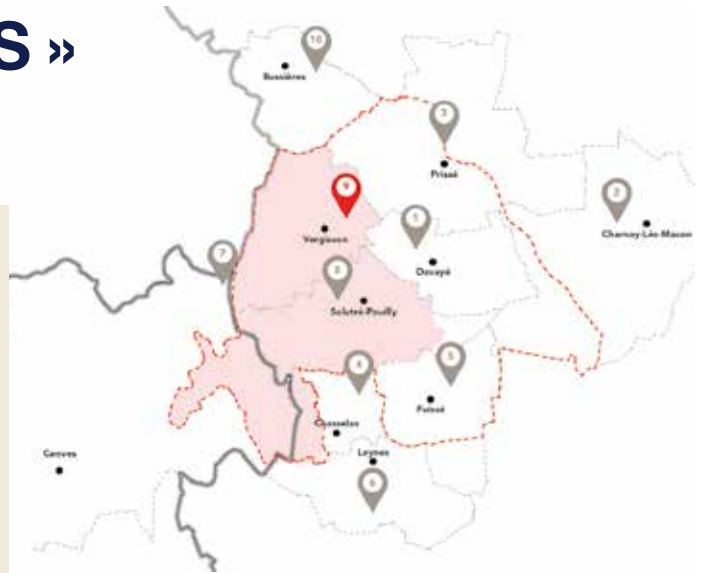 S »
10
Bussières
3
Prissé
9
2
Vergisson
1
Charnay-Lès-Macon
Davayé
7
8
Solutré-Pouilly
4
5
Fuissé
Chasselas
Cenves
Leynes
6